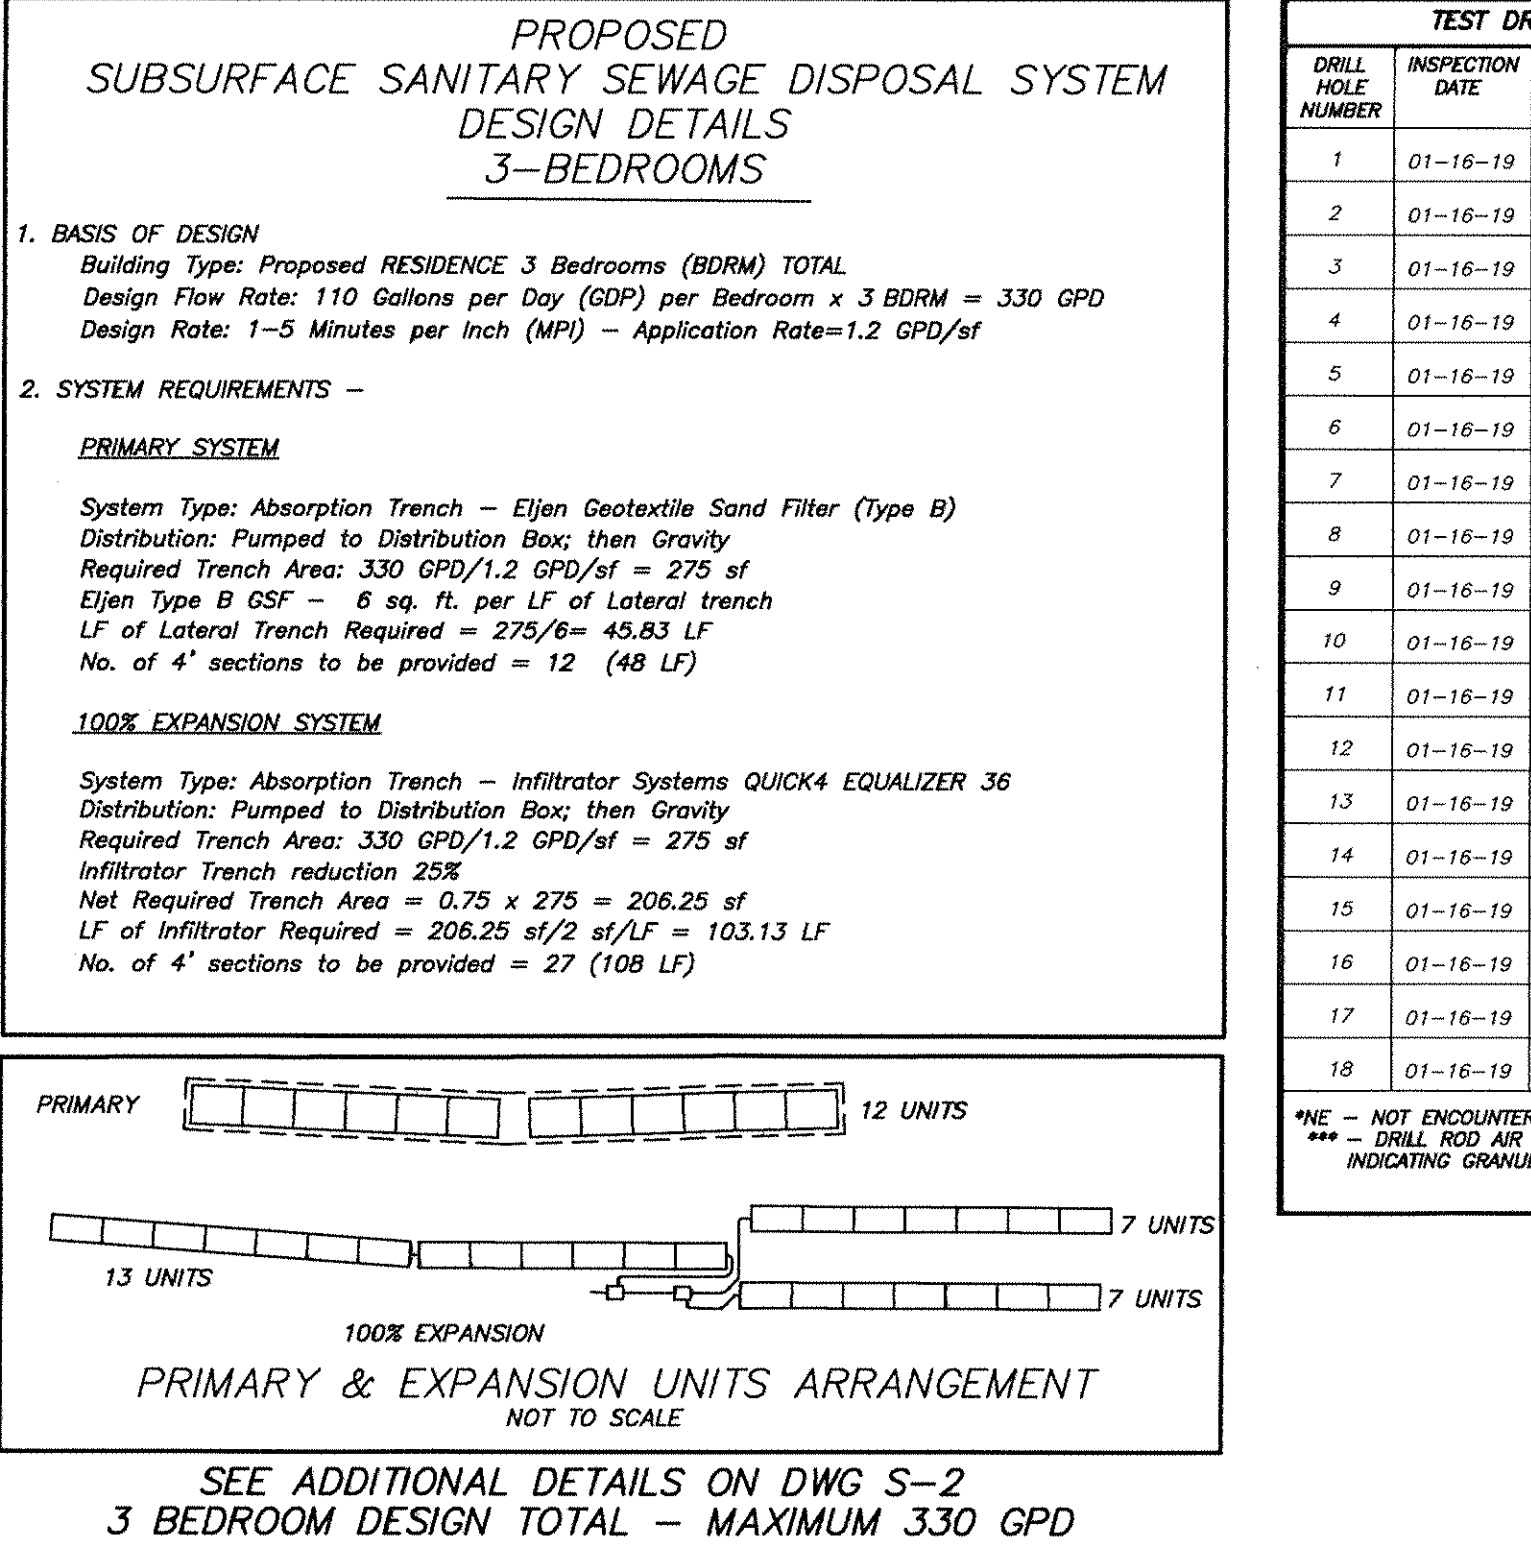 PROPOSED
SUBSURFACE SANITARY SEWAGE DISPOSAL SYSTEM
DESIGN DETAILS
3-BEDROOMS
1. BASIS OF DESIGN
Building Type: Proposed RESIDENCE 3 Bedrooms (BDRM) TOTAL
Design Flow Rate: 110 Gallons per Day (GDP) per Bedroom x 3 BDRM = 330 GPD
Design Rate: 1-5 Minutes per Inch (MPI) - Application Rate=1.2 GPD/sf
2. SYSTEM REQUIREMENTS -
PRIMARY SYSTEM
System Type: Absorption Trench - Eljen Geotextile Sand Filter (Type B)
Distribution: Pumped to Distribution Box; then Gravity
Required Trench Area: 330 GPD/1.2 GPD/sf = 275 sf
Eljen Type B GSF - 6 sq. ft. per LF of Lateral trench
LF of Lateral Trench Required = 275/6= 45.83 LF
No. of 4' sections to be provided = 12 (48 LF)
100% EXPANSION SYSTEM
System Type: Absorption Trench - Infiltrator Systems QUICK4 EQUALIZER 36
Distribution: Pumped to Distribution Box; then Gravity
Required Trench Area: 330 GPD/1.2 GPD/sf = 275 sf
Infiltrator Trench reduction 25%
Net Required Trench Area = 0.75 x 275 = 206.25 sf
LF of Infiltrator Required = 206.25 sf/2 sf/LF = 103.13 LF
No. of 4' sections to be provided = 27 (108 LF)
PRIMARY
12 UNITS
7 UNITS
13 UNITS
7 UNITS
100% EXPANSION
PRIMARY & EXPANSION UNITS ARRANGEMENT
NOT TO SCALE
SEE ADDITIONAL DETAILS ON DWG S-2
3 BEDROOM DESIGN TOTAL - MAXIMUM 330 GPD
TEST DR
DRILL HOLE NUMBER INSPECTION DATE
1 01-16-19
2 01-16-19
3 01-16-19
4 01-16-19
5 01-16-19
6 01-16-19
7 01-16-19
8 01-16-19
9 01-16-19
10 01-16-19
11 01-16-19
12 01-16-19
13 01-16-19
14 01-16-19
15 01-16-19
16 01-16-19
17 01-16-19
18 01-16-19
*NE - NOT ENCOUNTER
*** - DRILL ROD AIR
INDICATING GRANU